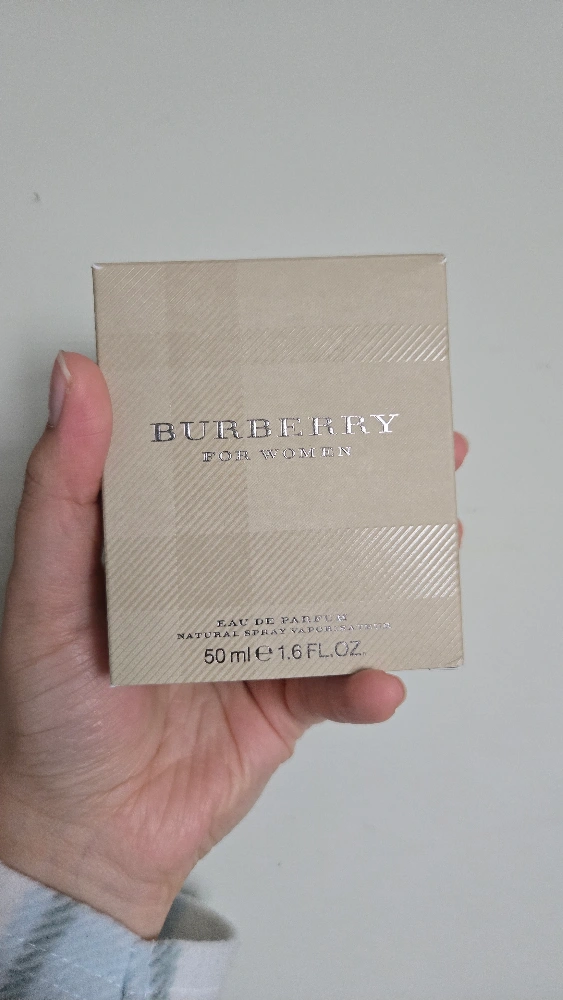 BURBERRY
FOR WOMEN
EAU DE PARFUM
NATURAL SPRAY VAPORISATEUR
50 ml ℮ 1.6 FL.OZ.